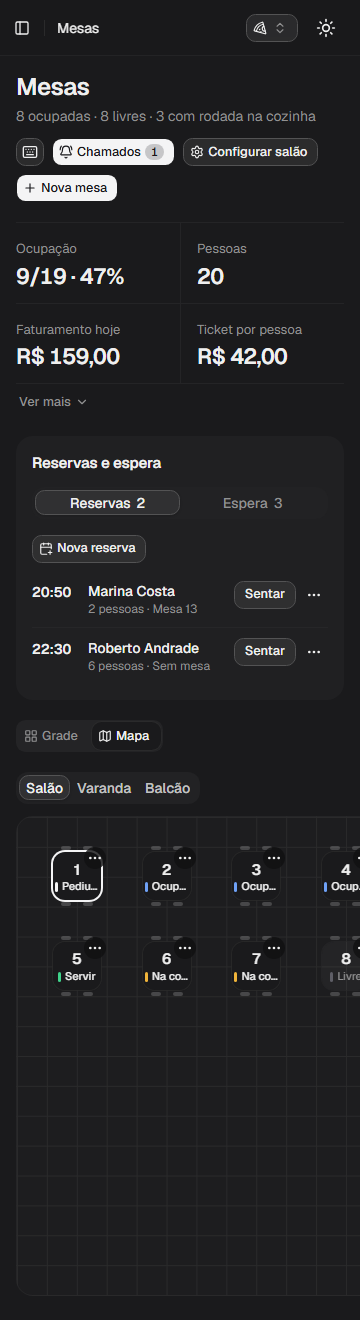 Mesas
Mesas
8 ocupadas · 8 livres · 3 com rodada na cozinha
Chamados 1
Configurar salão
Nova mesa
Ocupação
9/19 · 47%
Pessoas
20
Faturamento hoje
R$ 159,00
Ticket por pessoa
R$ 42,00
Ver mais
Reservas e espera
Reservas 2
Espera 3
Nova reserva
20:50
Marina Costa
2 pessoas · Mesa 13
Sentar
22:30
Roberto Andrade
6 pessoas · Sem mesa
Sentar
Grade
Mapa
Salão
Varanda
Balcão
1
Pediu...
2
Ocup...
3
Ocup...
4
Ocup...
5
Servir
6
Na co...
7
Na co...
8
Livre